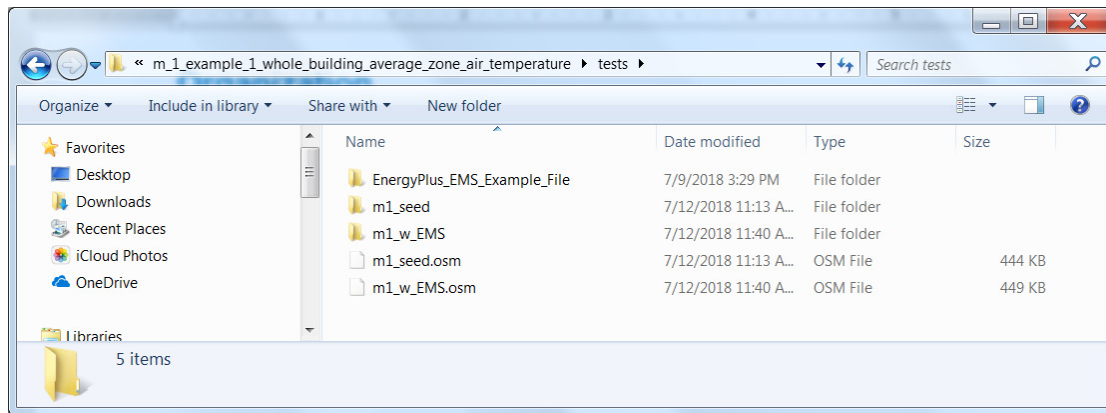 « m_1_example_1_whole_building_average_zone_air_temperature ▸ tests ▸ Search tests
Organize Include in library Share with New folder
Favorites
Desktop
Downloads
Recent Places
iCloud Photos
OneDrive
Libraries
Name Date modified Type Size
EnergyPlus_EMS_Example_File 7/9/2018 3:29 PM File folder
m1_seed 7/12/2018 11:13 A... File folder
m1_w_EMS 7/12/2018 11:40 A... File folder
m1_seed.osm 7/12/2018 11:13 A... OSM File 444 KB
m1_w_EMS.osm 7/12/2018 11:40 A... OSM File 449 KB
5 items